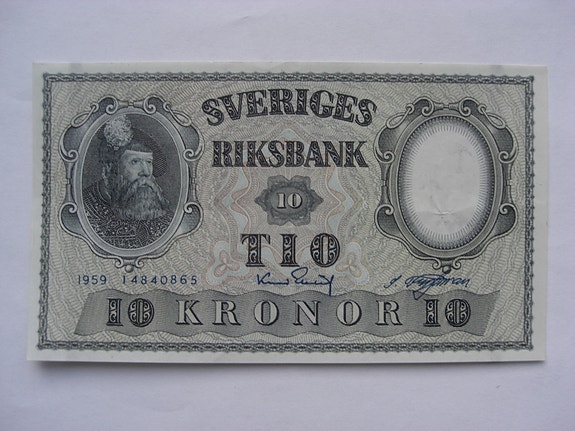 SVERIGES
RIKSBANK
10
TIO
1959 14840865
10 KRONOR 10